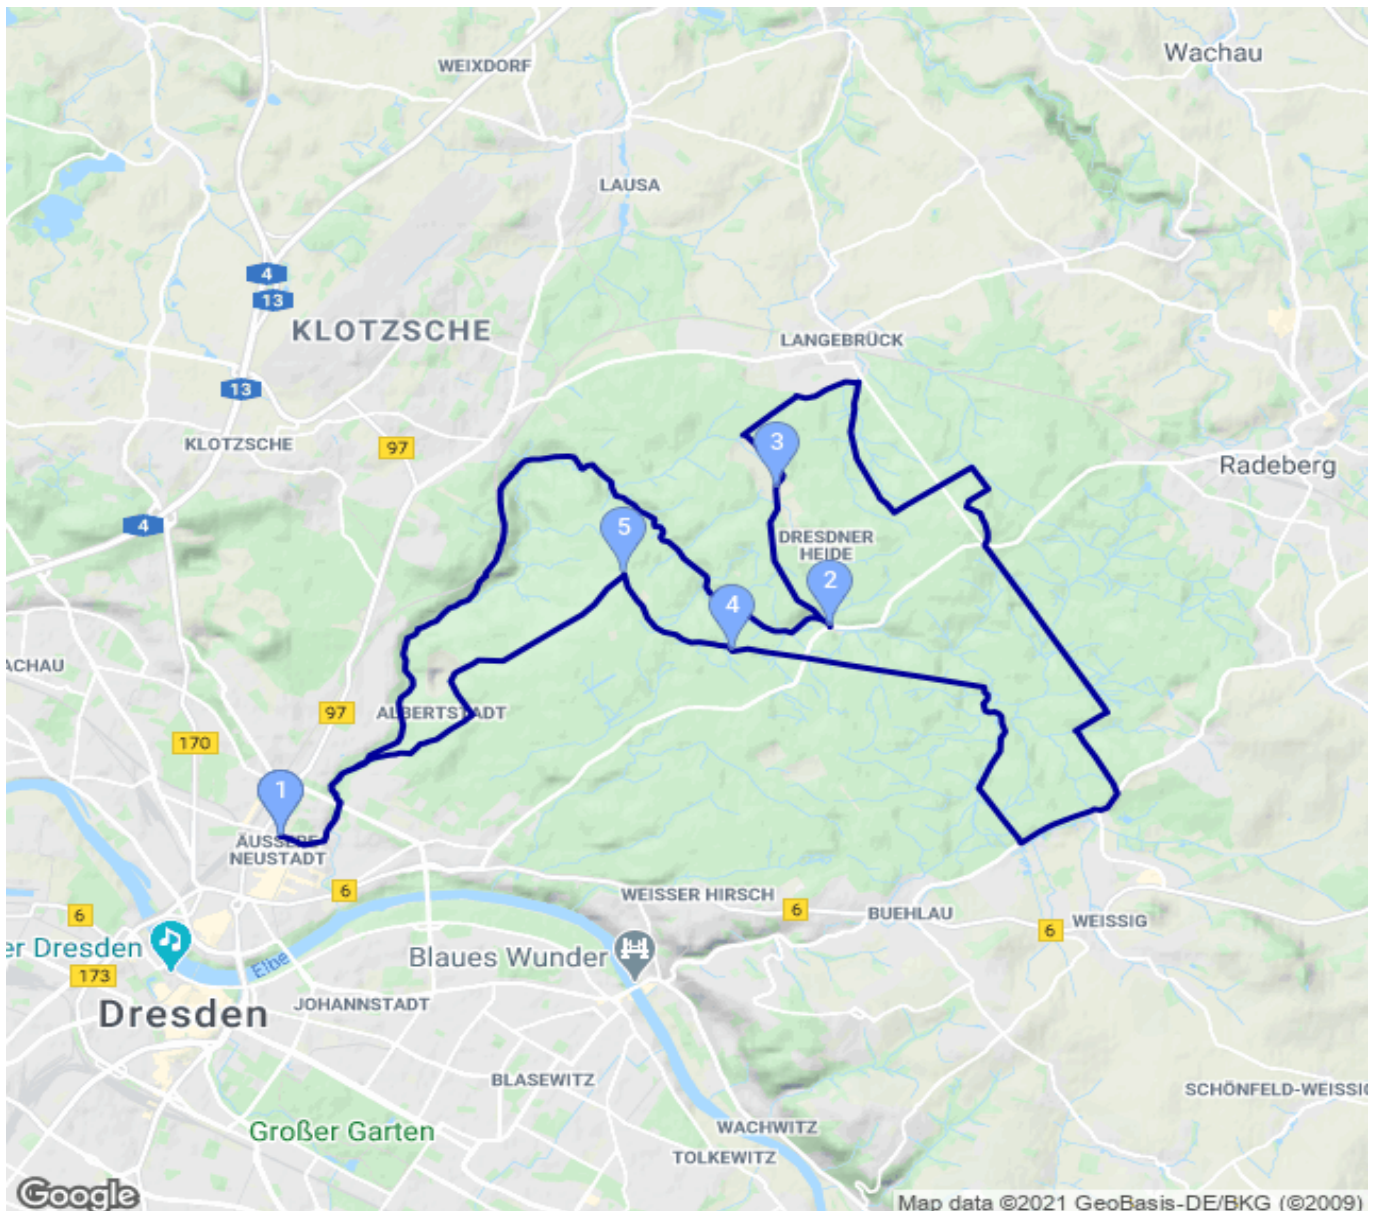 Wachau
WEIXDORF
LAUSA
4
13
KLOTZSCHE
LANGEBRÜCK
13
KLOTZSCHE
97
3
Radeberg
4
5
DRESDNER
HEIDE
2
4
ACHAU
97
ALBERTSTADT
170
1
ÄUSSERE
NEUSTADT
6
WEISSER HIRSCH
6
BUEHLAU
6
WEISSIG
6
er Dresden
Blaues Wunder
Elbe
173
JOHANNSTADT
Dresden
BLASEWITZ
SCHÖNFELD-WEISSIG
Großer Garten
WACHWITZ
TOLKEWITZ
Google
Map data ©2021 GeoBasis-DE/BKG (©2009)